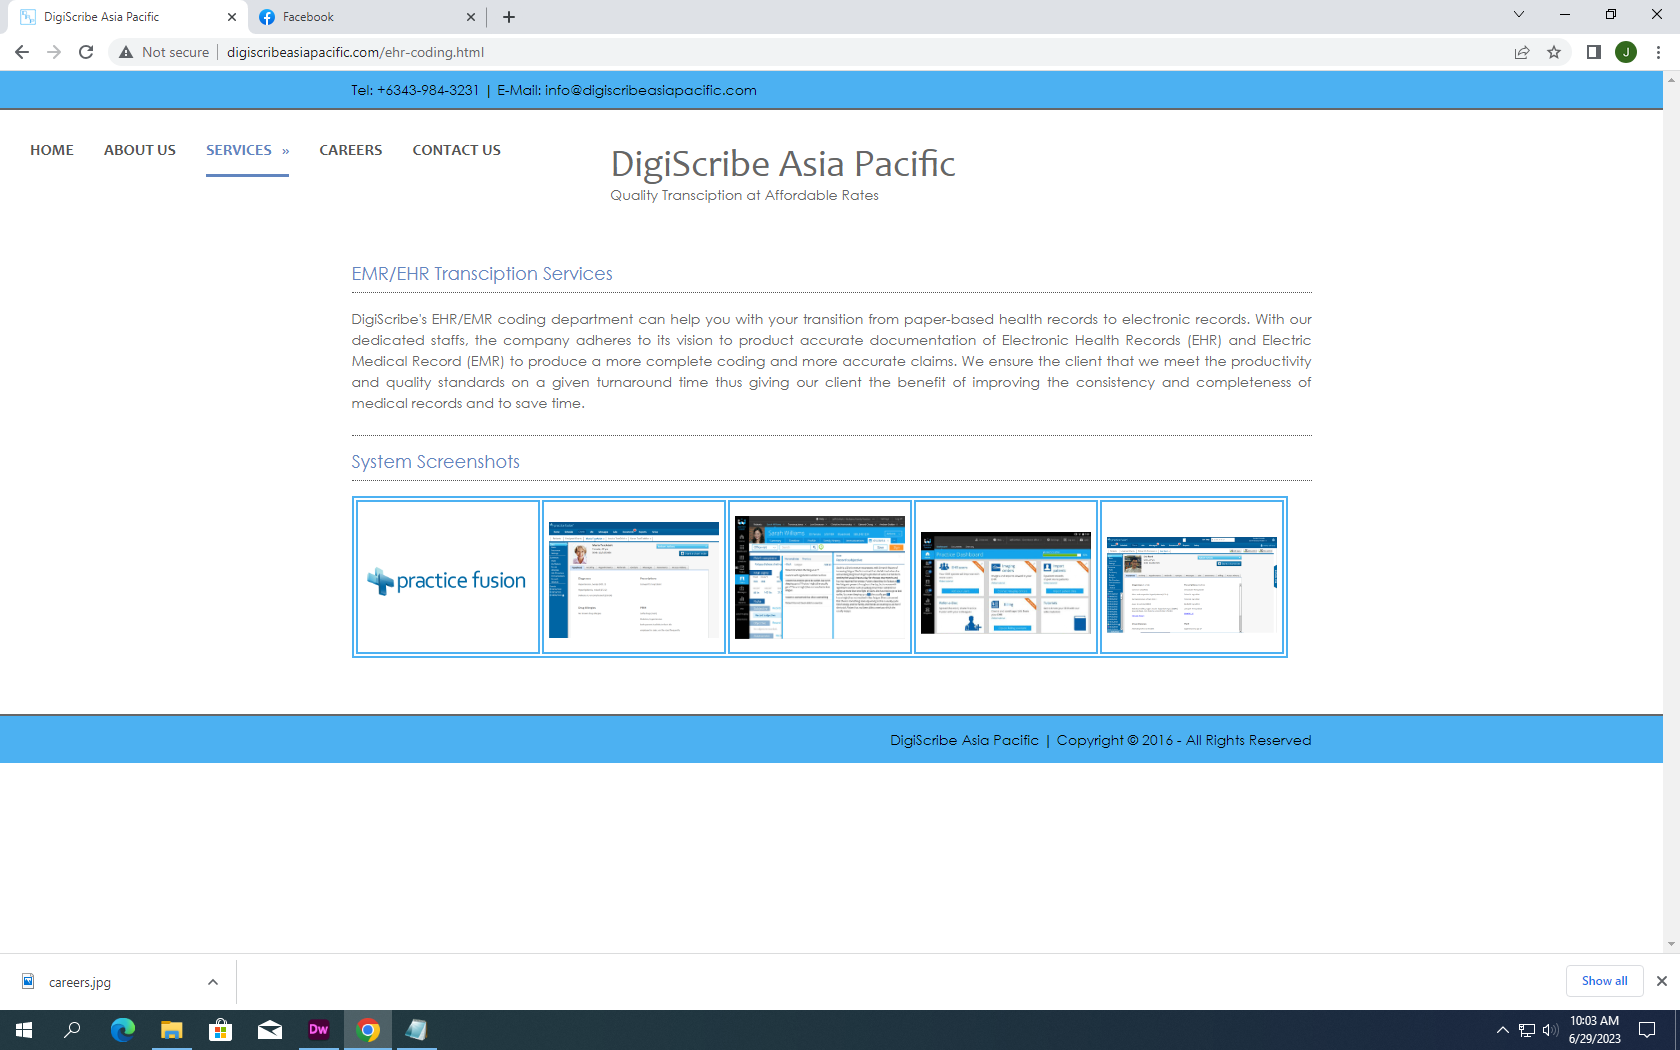 DigiScribe Asia Pacific
Facebook
Not secure
digiscribeasiapacific.com/ehr-coding.html
J
Tel: +6343-984-3231 | E-Mail: info@digiscribeasiapacific.com
HOME ABOUT US SERVICES » CAREERS CONTACT US
DigiScribe Asia Pacific
Quality Transciption at Affordable Rates
EMR/EHR Transciption Services
DigiScribe's EHR/EMR coding department can help you with your transition from paper-based health records to electronic records. With our
dedicated staffs, the company adheres to its vision to product accurate documentation of Electronic Health Records (EHR) and Electric
Medical Record (EMR) to produce a more complete coding and more accurate claims. We ensure the client that we meet the productivity
and quality standards on a given turnaround time thus giving our client the benefit of improving the consistency and completeness of
medical records and to save time.
System Screenshots
practice fusion
Sarah Williams
Practice Dashboard
DigiScribe Asia Pacific | Copyright © 2016 - All Rights Reserved
careers.jpg
Show all
Dw
10:03 AM
6/29/2023